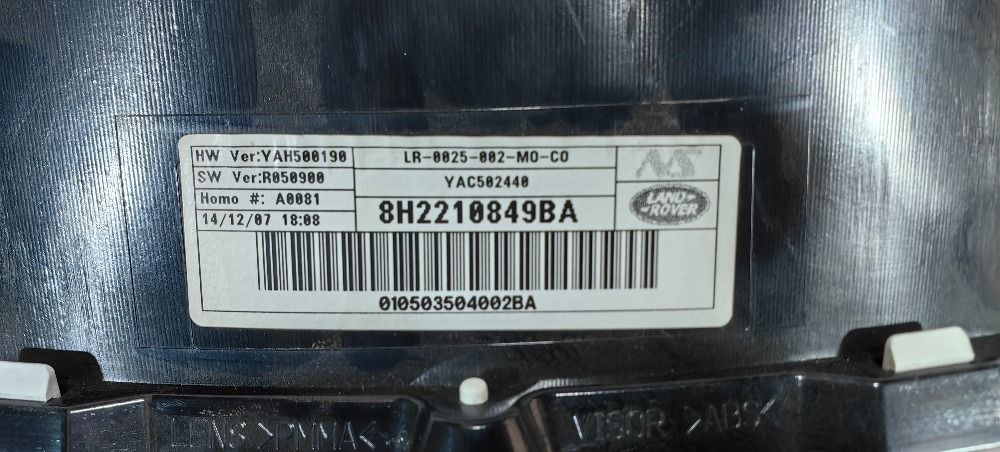 HW Ver:YAH500190
SW Ver:R050900
Homo #: A0081
14/12/07 18:08
LR-0025-002-MO-CO
YAC502440
8H2210849BA
LAND-
ROVER
010503504002BA
LENS >PMMA<
VISOR >ABS<